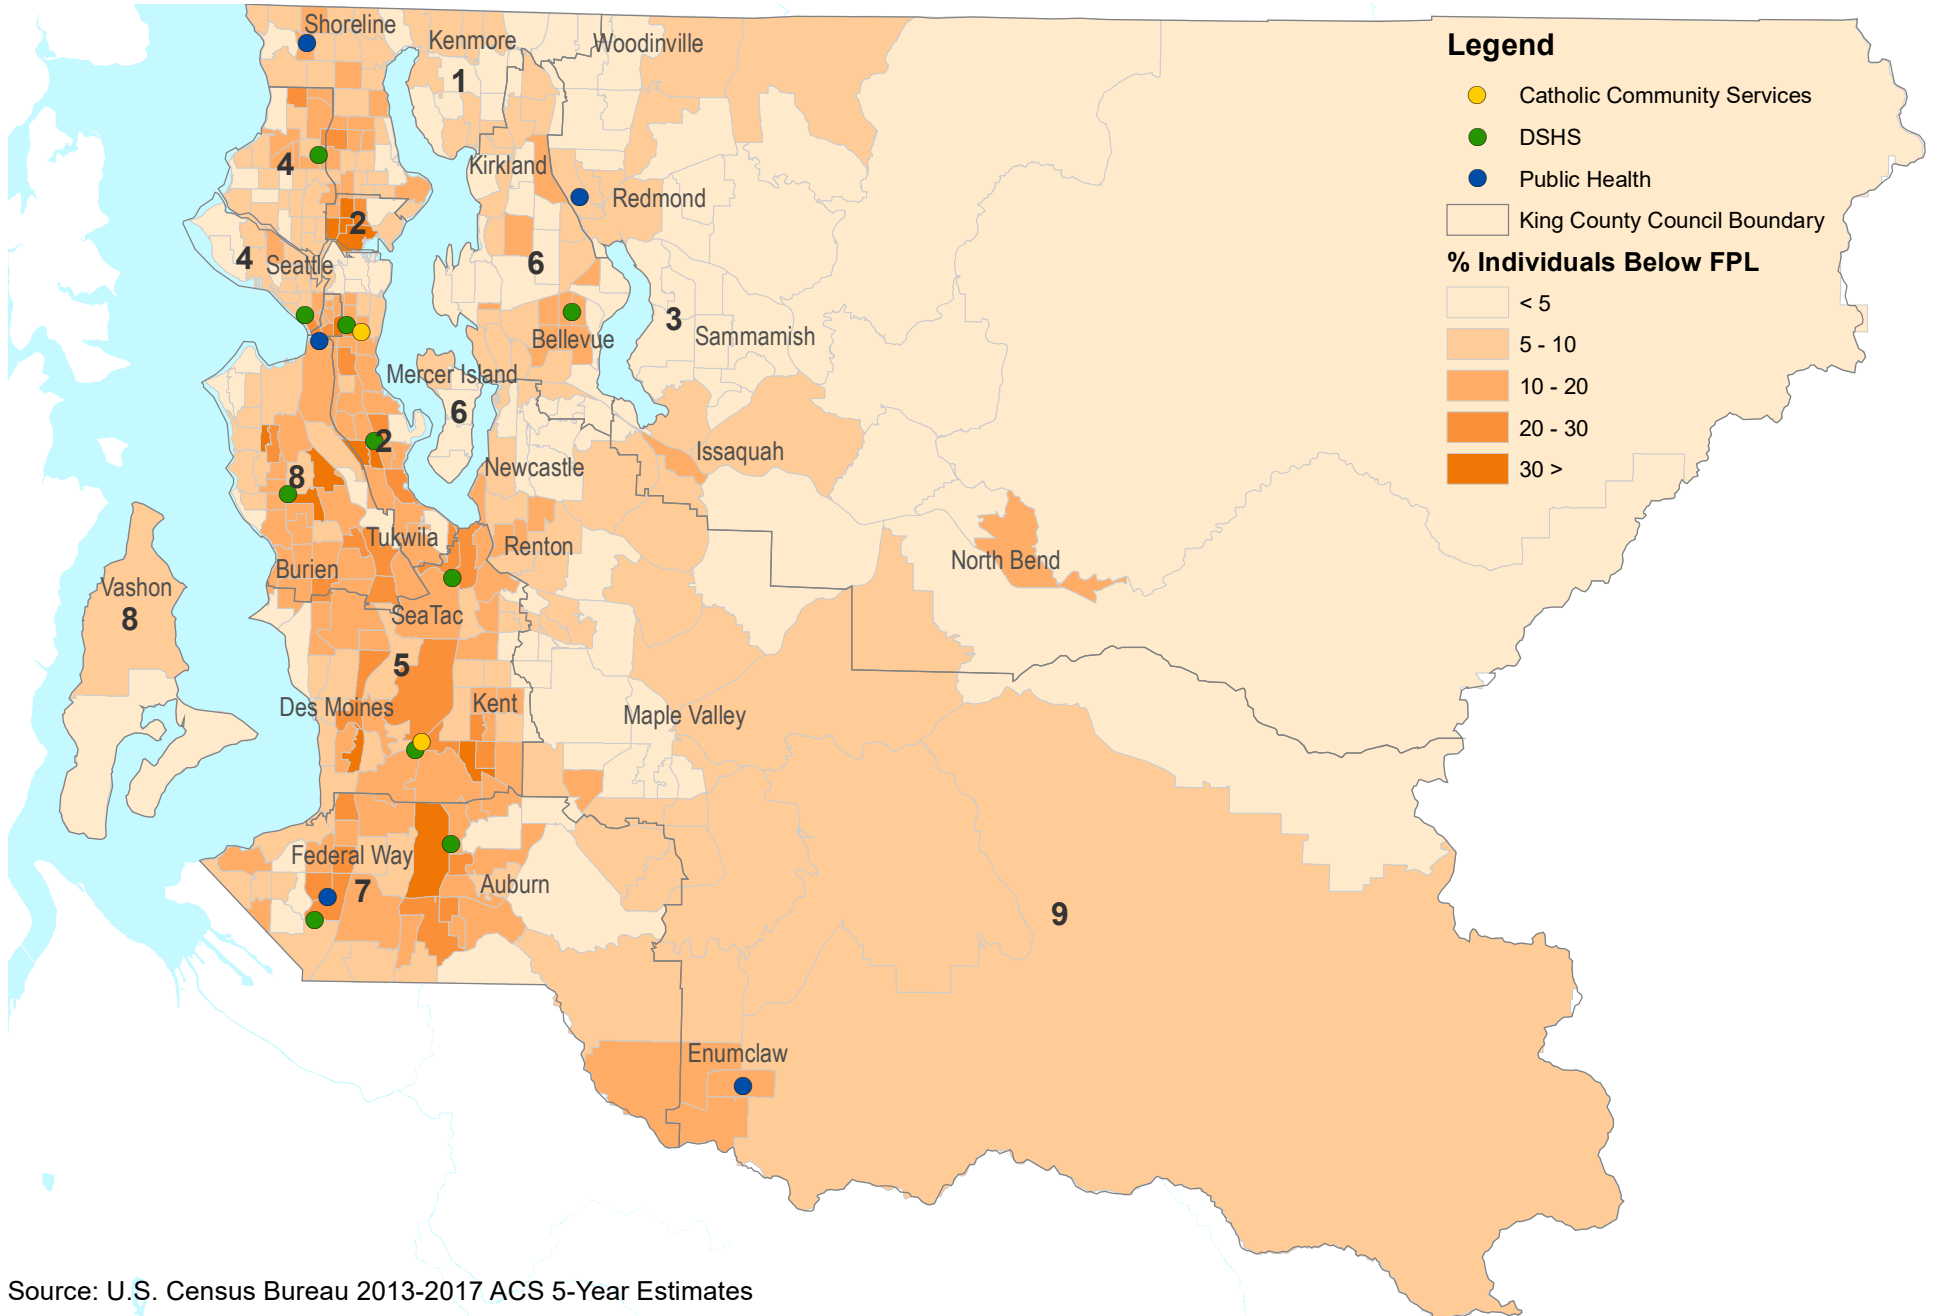 Shoreline
Kenmore
Woodinville
1
4
Kirkland
Redmond
2
4
Seattle
6
3
Sammamish
Bellevue
Mercer Island
6
2
Issaquah
Newcastle
8
Tukwila
Renton
North Bend
Burien
Vashon
8
SeaTac
5
Des Moines
Kent
Maple Valley
Federal Way
7
Auburn
9
Enumclaw
Legend
Catholic Community Services
DSHS
Public Health
King County Council Boundary
% Individuals Below FPL
< 5
5 - 10
10 - 20
20 - 30
30 >
Source: U.S. Census Bureau 2013-2017 ACS 5-Year Estimates